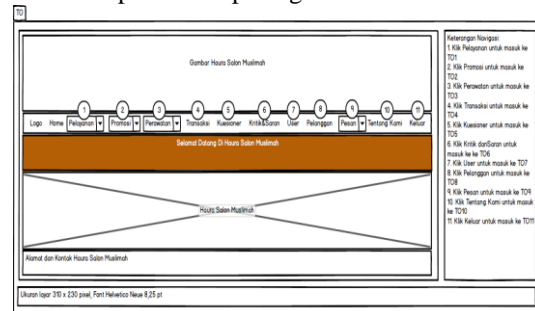 TO
Gambar Haura Salon Muslimah
1 2 3 4 5 6 7 8 9 10 11
Logo Home Pelayanan Promosi Perawatan Transaksi Kuesioner Kritik&Saran User Pelanggan Pesan Tentang Kami Keluar
Selamat Datang Di Haura Salon Muslimah
Haura Salon Muslimah
Alamat dan Kontak Haura Salon Muslimah
Keterangan Navigasi:
1. Klik Pelayanan untuk masuk ke
TO1
2. Klik Promosi untuk masuk ke
TO2
3. Klik Perawatan untuk masuk ke
TO3
4. Klik Transaksi untuk masuk ke
TO4
5. Klik Kuesioner untuk masuk ke
TO5
6. Klik Kritik danSaran untuk
masuk ke ke TO6
7. Klik User untuk masuk ke TO7
8. Klik Pelanggan untuk masuk ke
TO8
9. Klik Pesan untuk masuk ke TO9
10. Klik Tentang Kami untuk masuk
ke TO10
11. Klik Keluar untuk masuk ke TO11
Ukuran layar 310 x 230 pixel, Font Helvetica Neue 8,25 pt